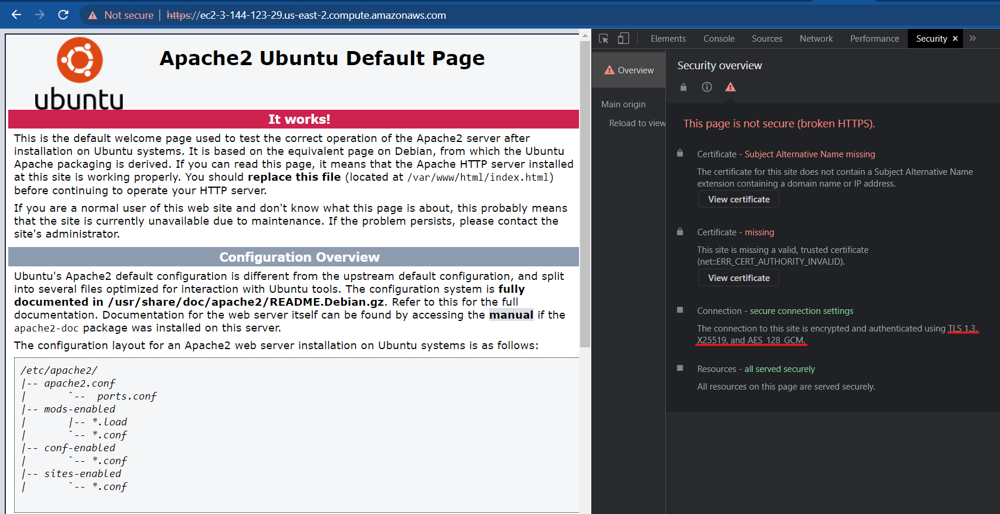 Not secure | https://ec2-3-144-123-29.us-east-2.compute.amazonaws.com
ubuntu
Apache2 Ubuntu Default Page
It works!
This is the default welcome page used to test the correct operation of the Apache2 server after
installation on Ubuntu systems. It is based on the equivalent page on Debian, from which the Ubuntu
Apache packaging is derived. If you can read this page, it means that the Apache HTTP server installed
at this site is working properly. You should replace this file (located at /var/www/html/index.html)
before continuing to operate your HTTP server.
If you are a normal user of this web site and don't know what this page is about, this probably means
that the site is currently unavailable due to maintenance. If the problem persists, please contact the
site's administrator.
Configuration Overview
Ubuntu's Apache2 default configuration is different from the upstream default configuration, and split
into several files optimized for interaction with Ubuntu tools. The configuration system is fully
documented in /usr/share/doc/apache2/README.Debian.gz. Refer to this for the full
documentation. Documentation for the web server itself can be found by accessing the manual if the
apache2-doc package was installed on this server.
The configuration layout for an Apache2 web server installation on Ubuntu systems is as follows:
/etc/apache2/
|-- apache2.conf
|       `--  ports.conf
|-- mods-enabled
|       |-- *.load
|       `-- *.conf
|-- conf-enabled
|       `-- *.conf
|-- sites-enabled
|       `-- *.conf
Elements Console Sources Network Performance Security × »
Overview
Main origin
Reload to view
Security overview
This page is not secure (broken HTTPS).
Certificate - Subject Alternative Name missing
The certificate for this site does not contain a Subject Alternative Name
extension containing a domain name or IP address.
View certificate
Certificate - missing
This site is missing a valid, trusted certificate
(net::ERR_CERT_AUTHORITY_INVALID).
View certificate
Connection - secure connection settings
The connection to this site is encrypted and authenticated using TLS 1.3,
X25519, and AES_128_GCM.
Resources - all served securely
All resources on this page are served securely.